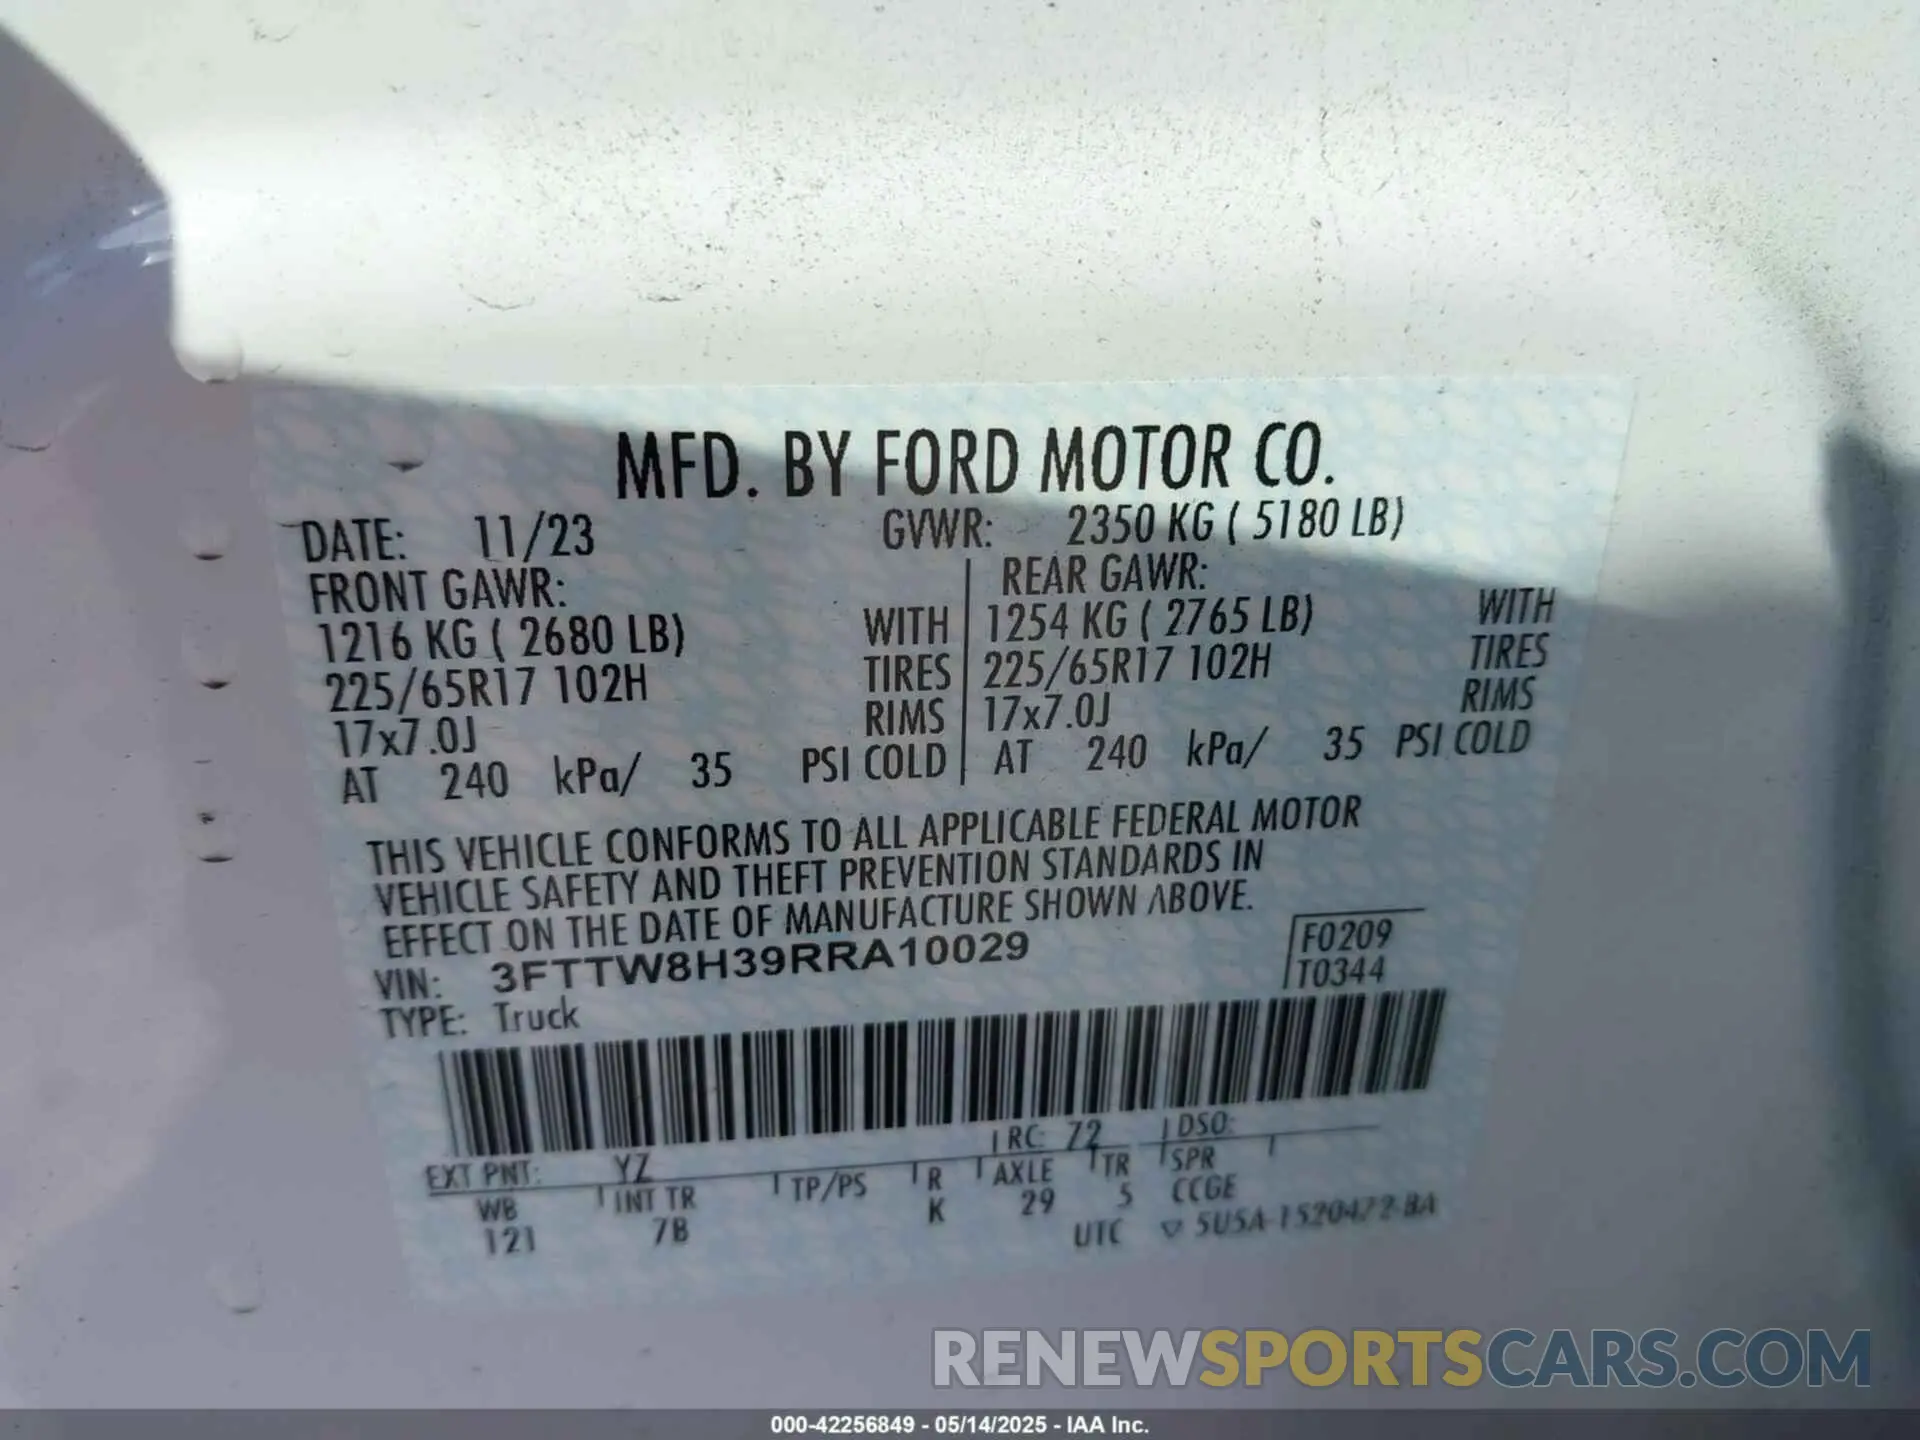 MFD. BY FORD MOTOR CO.
DATE: 11/23 GVWR: 2350 KG ( 5180 LB)
FRONT GAWR: REAR GAWR:
1216 KG ( 2680 LB) WITH 1254 KG ( 2765 LB) WITH
225/65R17 102H TIRES 225/65R17 102H TIRES
17x7.0J RIMS 17x7.0J RIMS
AT 240 kPa/ 35 PSI COLD AT 240 kPa/ 35 PSI COLD
THIS VEHICLE CONFORMS TO ALL APPLICABLE FEDERAL MOTOR
VEHICLE SAFETY AND THEFT PREVENTION STANDARDS IN
EFFECT ON THE DATE OF MANUFACTURE SHOWN ABOVE.
VIN: 3FTTW8H39RRA10029 F0209
TYPE: Truck T0344
EXT PNT: YZ RC: 72 DSO:
WB INT TR TP/PS R AXLE TR SPR
121 7B K 29 5 CCGE
UTC ▽ 5U5A-1520472-BA
RENEWSPORTSCARS.COM
000-42256849 - 05/14/2025 - IAA Inc.